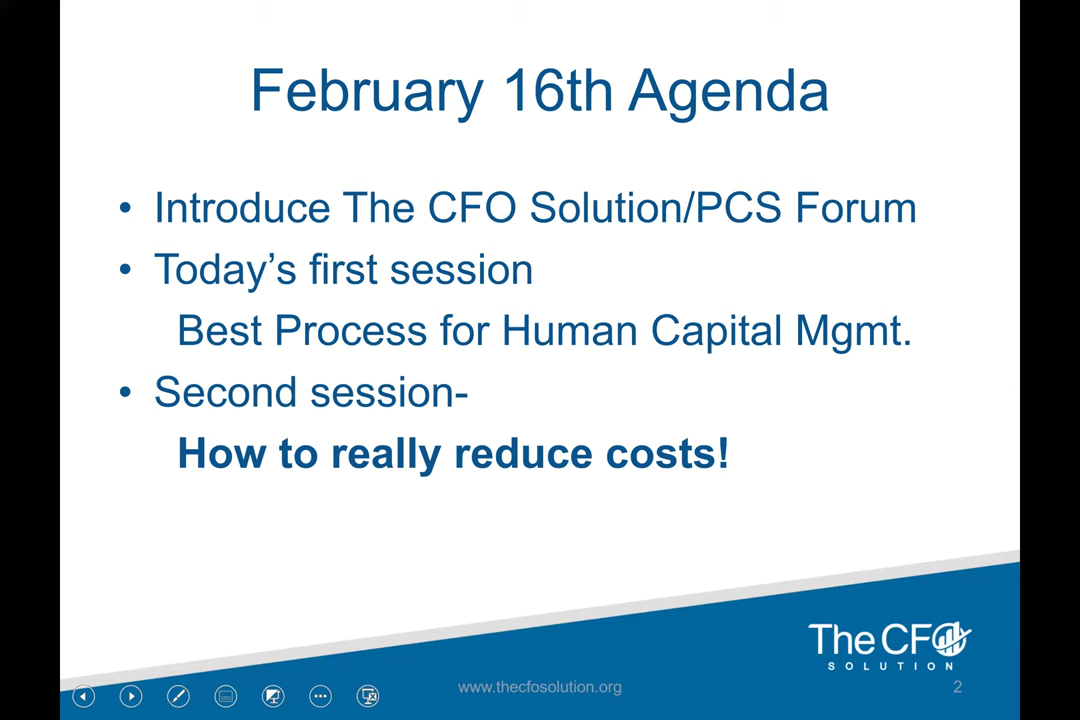 February 16th Agenda
• Introduce The CFO Solution/PCS Forum
• Today’s first session
Best Process for Human Capital Mgmt.
• Second session-
How to really reduce costs!
The CFO
SOLUTION
www.thecfosolution.org
2